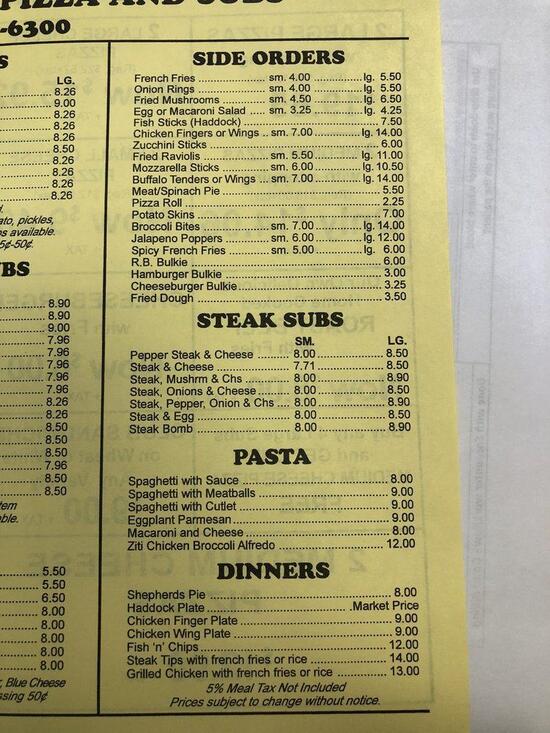 PIZZA AND SUBS
-6300
S
LG.
8.26
9.00
8.26
8.26
8.26
8.50
8.26
8.26
8.26
8.26
ato, pickles,
s available.
5¢-50¢.
BS
8.90
8.90
9.00
7.96
7.96
7.96
7.96
7.96
8.26
8.26
8.50
8.50
8.50
7.96
8.50
8.50
tem
ble.
5.50
5.50
6.50
8.00
8.00
8.00
8.00
8.00
8.00
, Blue Cheese
ssing 50¢
SIDE ORDERS
French Fries sm. 4.00 lg. 5.50
Onion Rings sm. 4.00 lg. 5.50
Fried Mushrooms sm. 4.50 lg. 6.50
Egg or Macaroni Salad sm. 3.25 lg. 4.25
Fish Sticks (Haddock) 7.50
Chicken Fingers or Wings sm. 7.00 lg. 14.00
Zucchini Sticks 6.00
Fried Raviolis sm. 5.50 lg. 11.00
Mozzarella Sticks sm. 6.00 lg. 10.50
Buffalo Tenders or Wings sm. 7.00 lg. 14.00
Meat/Spinach Pie 5.50
Pizza Roll 2.25
Potato Skins 7.00
Broccoli Bites sm. 7.00 lg. 14.00
Jalapeno Poppers sm. 6.00 lg. 12.00
Spicy French Fries sm. 5.00 lg. 6.00
R.B. Bulkie 6.00
Hamburger Bulkie 3.00
Cheeseburger Bulkie 3.25
Fried Dough 3.50
STEAK SUBS
SM. LG.
Pepper Steak & Cheese 8.00 8.50
Steak & Cheese 7.71 8.50
Steak, Mushrm & Chs 8.00 8.90
Steak, Onions & Cheese 8.00 8.50
Steak, Pepper, Onion & Chs 8.00 8.90
Steak & Egg 8.00 8.50
Steak Bomb 8.00 8.90
PASTA
Spaghetti with Sauce 8.00
Spaghetti with Meatballs 9.00
Spaghetti with Cutlet 9.00
Eggplant Parmesan 9.00
Macaroni and Cheese 8.00
Ziti Chicken Broccoli Alfredo 12.00
DINNERS
Shepherds Pie 8.00
Haddock Plate Market Price
Chicken Finger Plate 9.00
Chicken Wing Plate 9.00
Fish 'n' Chips 12.00
Steak Tips with french fries or rice 14.00
Grilled Chicken with french fries or rice 13.00
5% Meal Tax Not Included
Prices subject to change without notice.